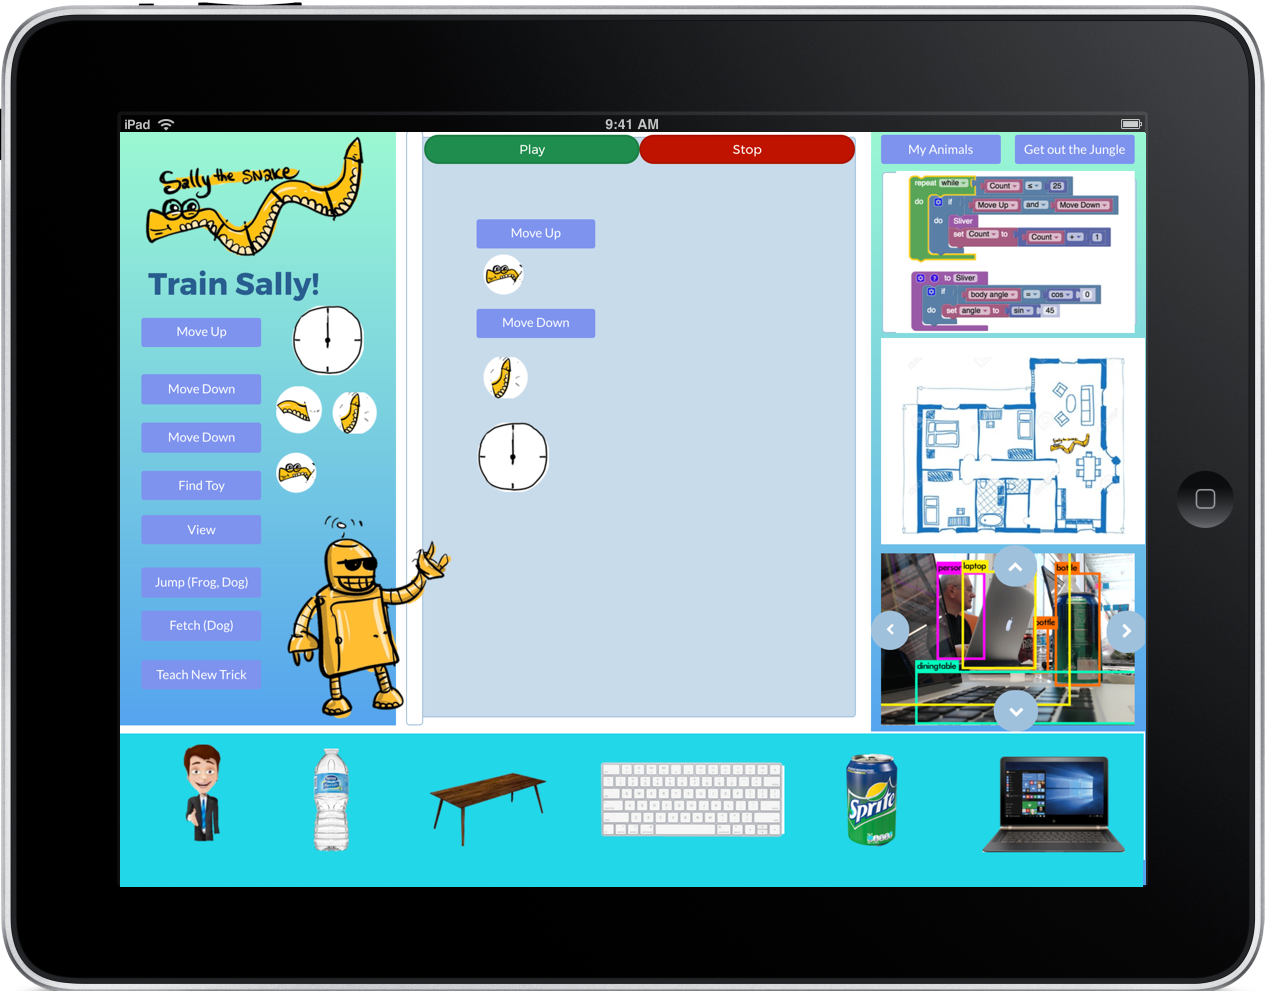 iPad
9:41 AM
Sally the SNAKE
Train Sally!
Move Up
Move Down
Move Down
Find Toy
View
Jump (Frog, Dog)
Fetch (Dog)
Teach New Trick
Play
Stop
Move Up
Move Down
My Animals
Get out the Jungle
repeat while Count ≤ 25
do if Move Up and Move Down
do Sliver
set Count to Count + 1
? to Sliver
if body angle = cos 0
do set angle to sin 45
person
laptop
bottle
bottle
diningtable
Sprite